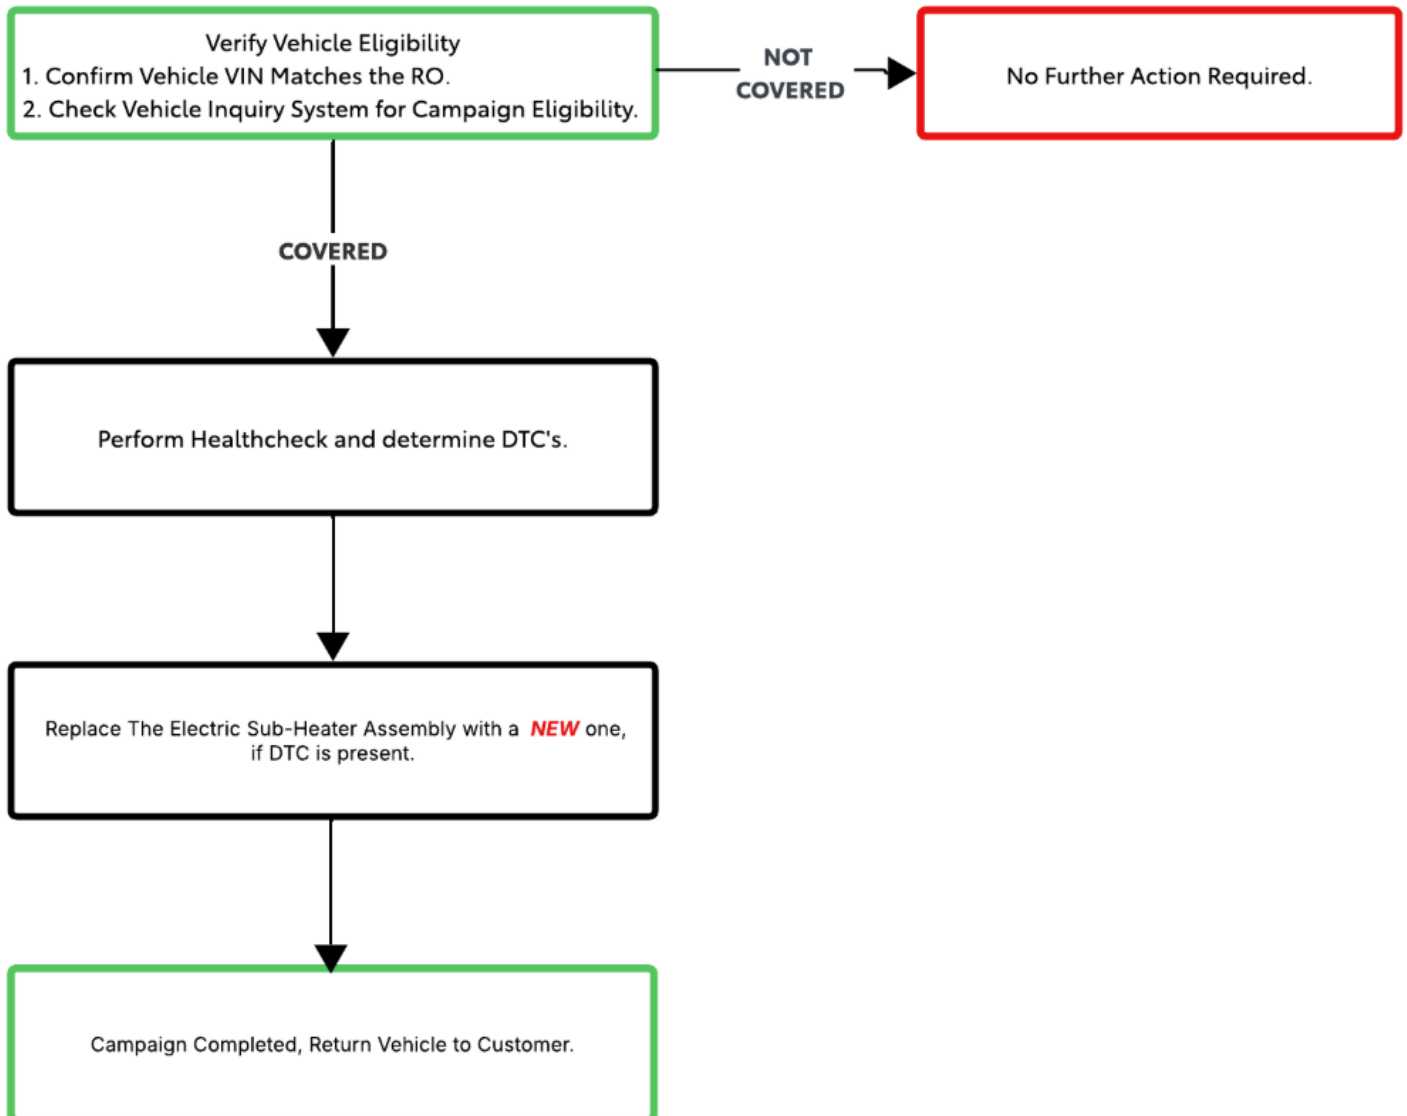 Verify Vehicle Eligibility
1. Confirm Vehicle VIN Matches the RO.
2. Check Vehicle Inquiry System for Campaign Eligibility.
NOT
COVERED
No Further Action Required.
COVERED
Perform Healthcheck and determine DTC's.
Replace The Electric Sub-Heater Assembly with a NEW one,
if DTC is present.
Campaign Completed, Return Vehicle to Customer.